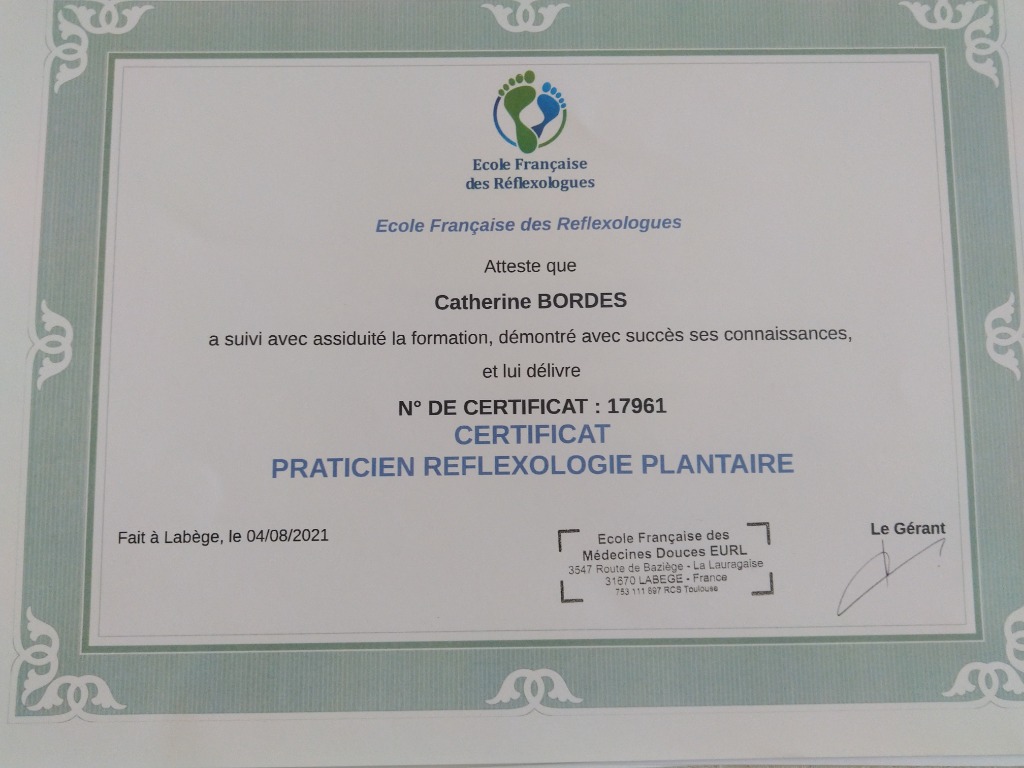 Ecole Française
des Réflexologues
Ecole Française des Reflexologues
Atteste que
Catherine BORDES
a suivi avec assiduité la formation, démontré avec succès ses connaissances,
et lui délivre
N° DE CERTIFICAT : 17961
CERTIFICAT
PRATICIEN REFLEXOLOGIE PLANTAIRE
Fait à Labège, le 04/08/2021
Ecole Française des
Médecines Douces EURL
3547 Route de Baziège - La Lauragaise
31670 LABEGE - France
753 111 697 RCS Toulouse
Le Gérant